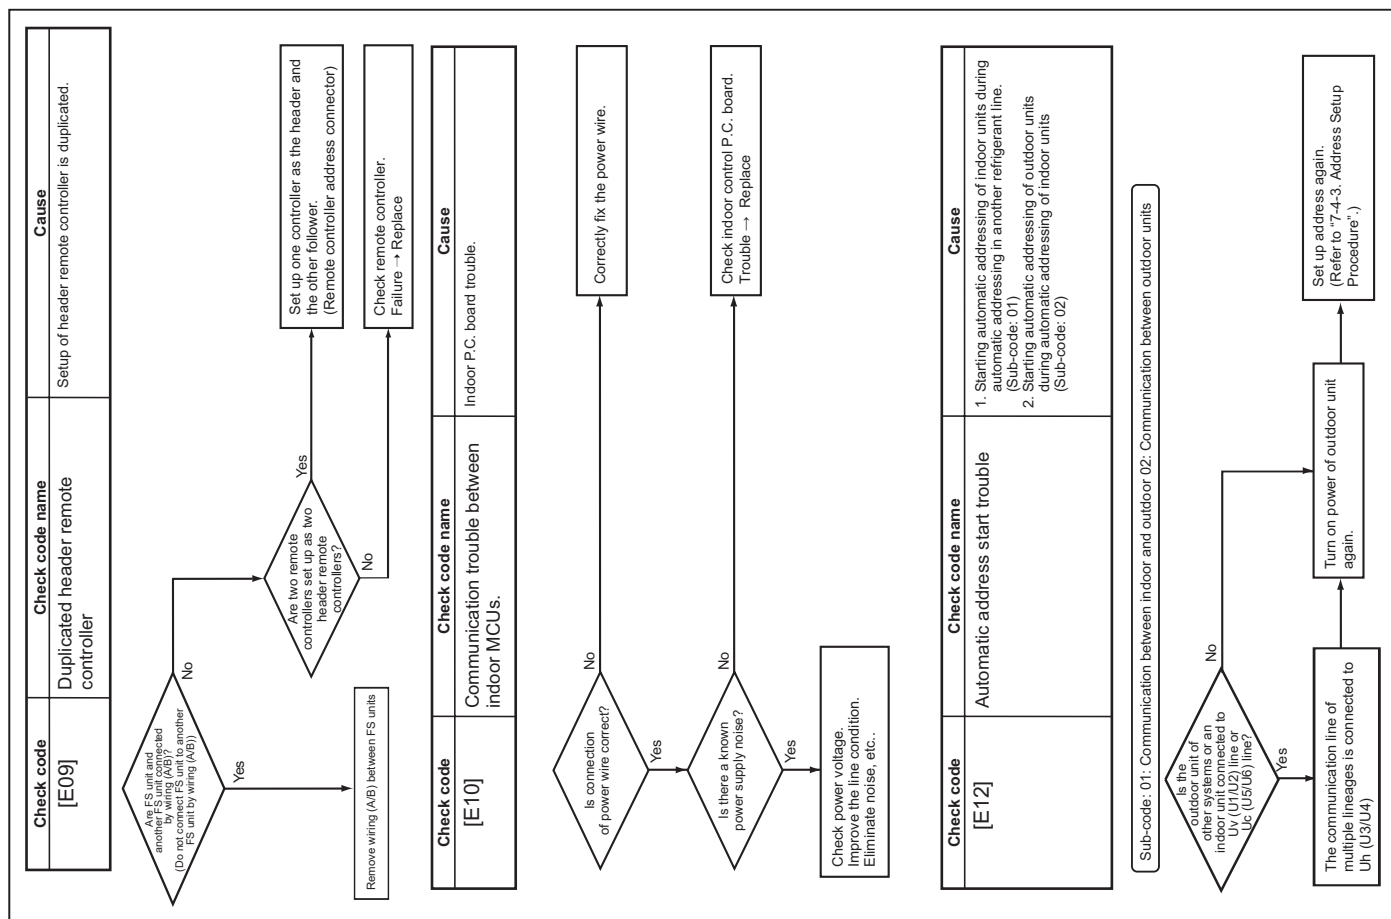 Check code
Check code name
Cause
[E09]
Duplicated header remote
controller
Setup of header remote controller is duplicated.
Are FS unit and
another FS unit connected
by wiring (A/B)?
(Do not connect FS unit to another
FS unit by wiring (A/B))
No
Yes
Remove wiring (A/B) between FS units
Are two remote
controllers set up as two
header remote
controllers?
Yes
No
Set up one controller as the header and
the other follower.
(Remote controller address connector)
Check remote controller.
Failure → Replace
Check code
Check code name
Cause
[E10]
Communication trouble between
indoor MCUs.
Indoor P.C. board trouble.
Is connection
of power wire correct?
No
Correctly fix the power wire.
Yes
Is there a known
power supply noise?
No
Check indoor control P.C. board.
Trouble → Replace
Yes
Check power voltage.
Improve the line condition.
Eliminate noise, etc..
Check code
Check code name
Cause
[E12]
Automatic address start trouble
1. Starting automatic addressing of indoor units during
automatic addressing in another refrigerant line.
(Sub-code: 01)
2. Starting automatic addressing of outdoor units
during automatic addressing of indoor units
(Sub-code: 02)
Sub-code: 01: Communication between indoor and outdoor 02: Communication between outdoor units
Is the
outdoor unit of
other systems or an
indoor unit connected to
Uv (U1/U2) line or
Uc (U5/U6) lline?
No
Yes
The communication line of
multiple lineages is connected to
Uh (U3/U4)
Turn on power of outdoor unit
again.
Set up address again.
(Refer to “7-4-3. Address Setup
Procedure”.)